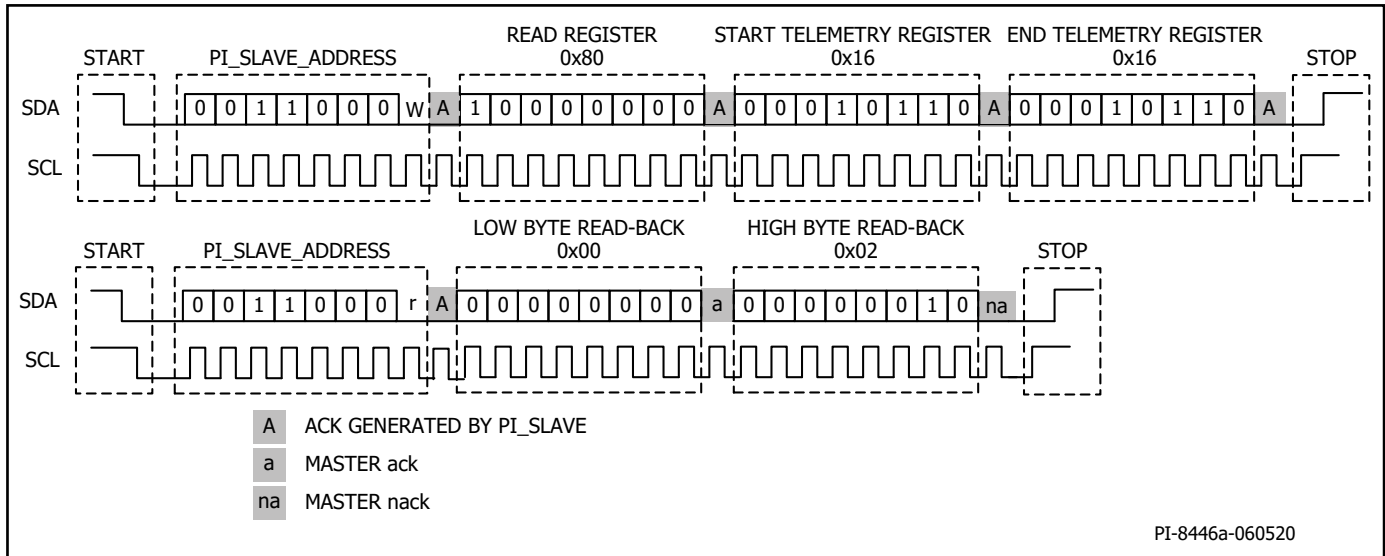 READ REGISTER START TELEMETRY REGISTER END TELEMETRY REGISTER
START PI_SLAVE_ADDRESS 0x80 0x16 0x16 STOP
SDA 0 0 1 1 0 0 0 W A 1 0 0 0 0 0 0 0 A 0 0 0 1 0 1 1 0 A 0 0 0 1 0 1 1 0 A
SCL
LOW BYTE READ-BACK HIGH BYTE READ-BACK
START PI_SLAVE_ADDRESS 0x00 0x02 STOP
SDA 0 0 1 1 0 0 0 r A 0 0 0 0 0 0 0 0 a 0 0 0 0 0 0 1 0 na
SCL
A ACK GENERATED BY PI_SLAVE
a MASTER ack
na MASTER nack
PI-8446a-060520